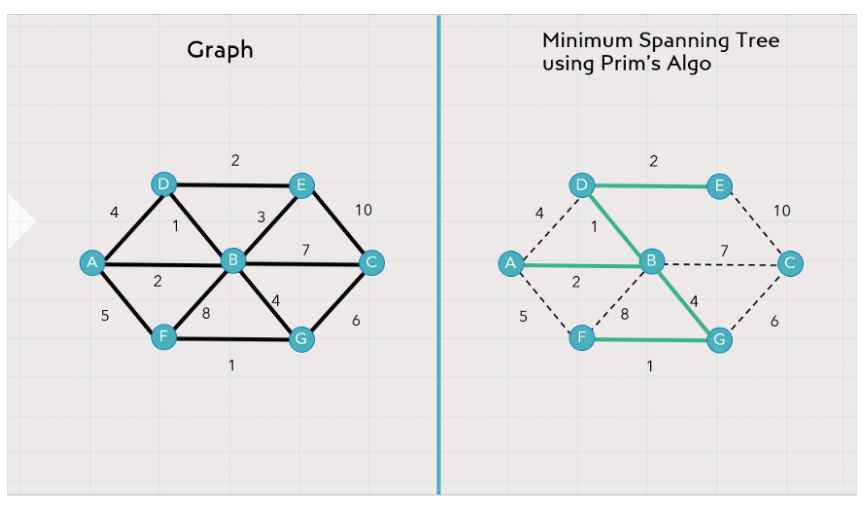 Graph
2
D
E
4
1
3
10
A
B
7
C
2
5
8
4
6
F
G
1
Minimum Spanning Tree
using Prim's Algo
2
D
E
4
1
10
A
B
7
C
2
5
8
4
6
F
G
1